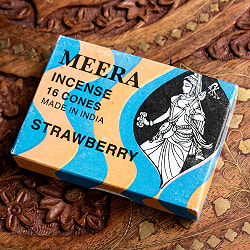 MEERA
INCENSE
16 CONES
MADE IN INDIA
STRAWBERRY